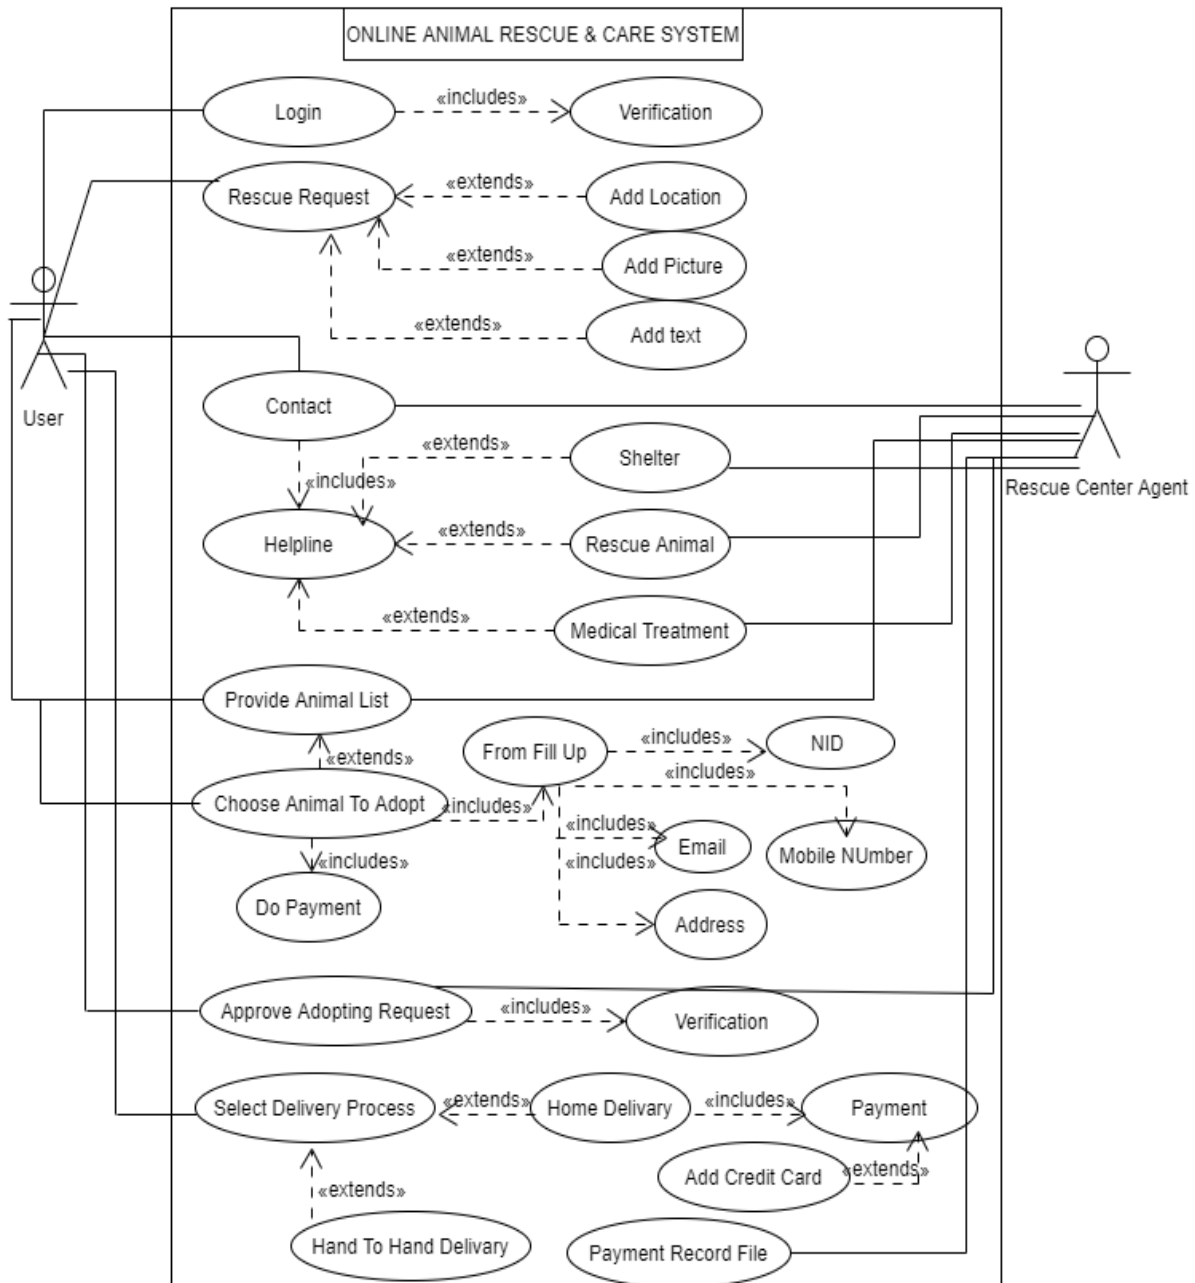 ONLINE ANIMAL RESCUE & CARE SYSTEM
Login
«includes»
Verification
Rescue Request
«extends»
Add Location
«extends»
Add Picture
«extends»
Add text
User
Contact
Rescue Center Agent
«extends»
Shelter
«includes»
Helpline
«extends»
Rescue Animal
«extends»
Medical Treatment
Provide Animal List
«extends»
From Fill Up
«includes»
NID
«includes»
Choose Animal To Adopt
«includes»
«includes»
Email
Mobile NUmber
«includes»
«includes»
Do Payment
Address
Approve Adopting Request
«includes»
Verification
Select Delivery Process
«extends»
Home Delivary
«includes»
Payment
Add Credit Card
«extends»
«extends»
Hand To Hand Delivary
Payment Record File